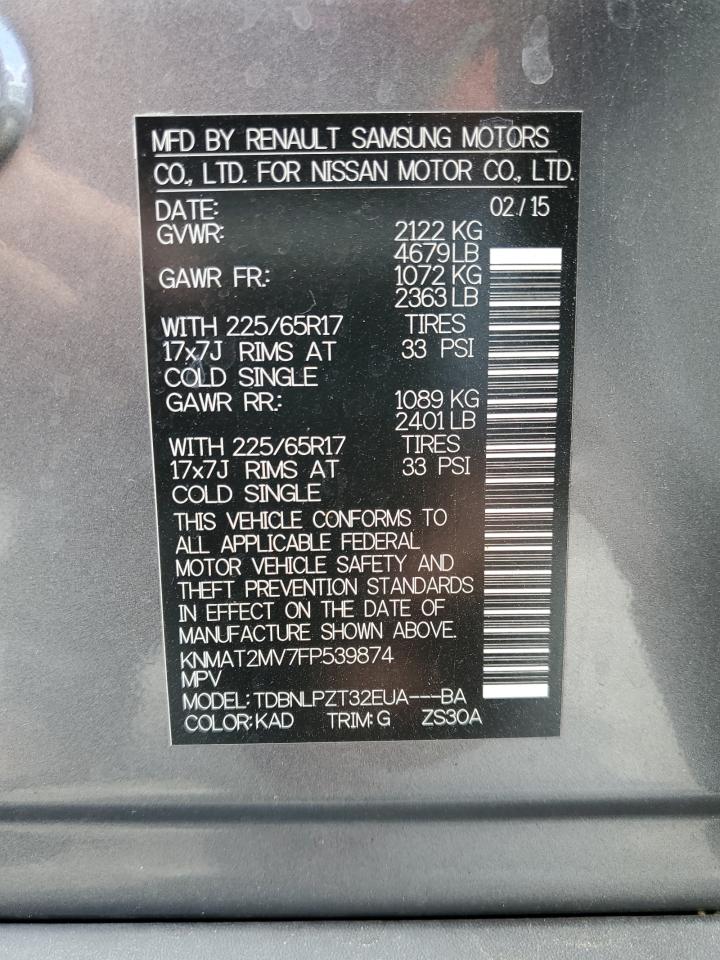 MFD BY RENAULT SAMSUNG MOTORS
CO., LTD. FOR NISSAN MOTOR CO., LTD.
DATE: 02/15
GVWR: 2122 KG
4679 LB
GAWR FR.: 1072 KG
2363 LB
WITH 225/65R17 TIRES
17x7J RIMS AT 33 PSI
COLD SINGLE
GAWR RR.: 1089 KG
2401 LB
WITH 225/65R17 TIRES
17x7J RIMS AT 33 PSI
COLD SINGLE
THIS VEHICLE CONFORMS TO
ALL APPLICABLE FEDERAL
MOTOR VEHICLE SAFETY AND
THEFT PREVENTION STANDARDS
IN EFFECT ON THE DATE OF
MANUFACTURE SHOWN ABOVE.
KNMAT2MV7FP539874
MPV
MODEL: TDBNLPZT32EUA---BA
COLOR: KAD TRIM: G ZS30A